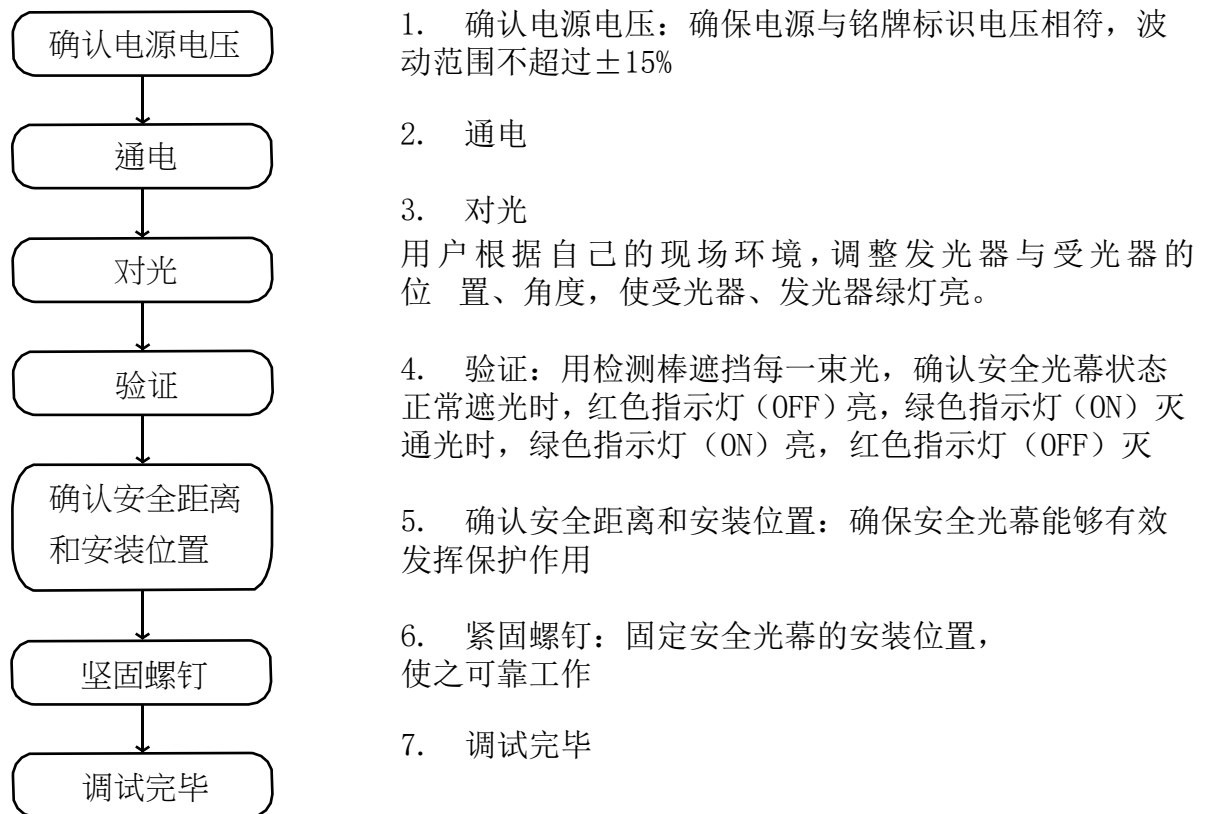 确认电源电压
通电
对光
验证
确认安全距离
和安装位置
坚固螺钉
调试完毕
1. 确认电源电压：确保电源与铭牌标识电压相符，波
动范围不超过±15%
2. 通电
3. 对光
用户根据自己的现场环境，调整发光器与受光器的
位 置、角度，使受光器、发光器绿灯亮。
4. 验证：用检测棒遮挡每一束光，确认安全光幕状态
正常遮光时，红色指示灯（OFF）亮，绿色指示灯（ON）灭
通光时，绿色指示灯（ON）亮，红色指示灯（OFF）灭
5. 确认安全距离和安装位置：确保安全光幕能够有效
发挥保护作用
6. 紧固螺钉：固定安全光幕的安装位置，
使之可靠工作
7. 调试完毕